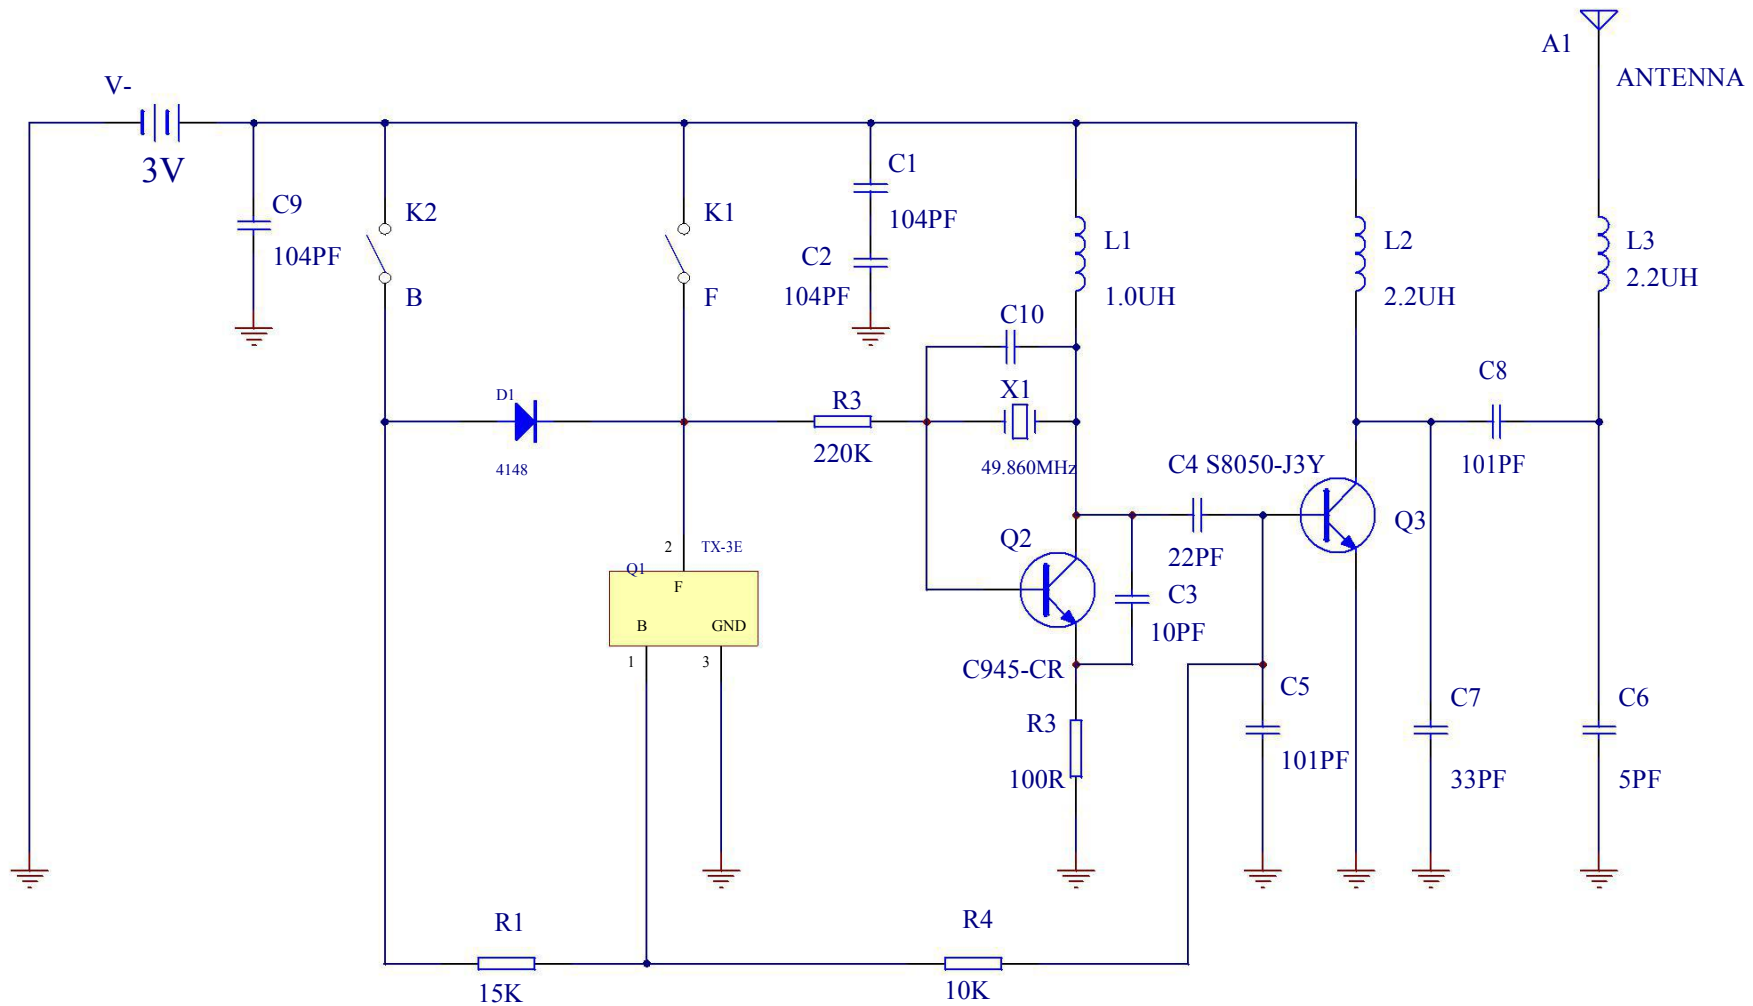 A1
ANTENNA
V-
3V
C9
104PF
K2
B
K1
F
C1
104PF
C2
104PF
L1
1.0UH
L2
2.2UH
L3
2.2UH
C10
X1
49.860MHz
D1
4148
R3
220K
C8
101PF
C4 S8050-J3Y
22PF
Q3
Q2
C945-CR
C3
10PF
2
TX-3E
Q1
F
B
GND
1
3
R3
100R
C5
101PF
C7
33PF
C6
5PF
R1
15K
R4
10K